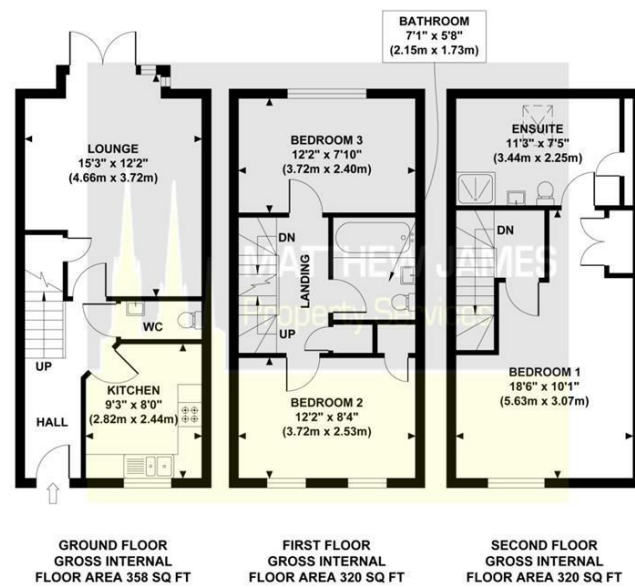 BATHROOM
7'1" x 5'8"
(2.15m x 1.73m)
LOUNGE
15'3" x 12'2"
(4.66m x 3.72m)
WC
UP
KITCHEN
9'3" x 8'0"
(2.82m x 2.44m)
HALL
BEDROOM 3
12'2" x 7'10"
(3.72m x 2.40m)
DN
LANDING
UP
BEDROOM 2
12'2" x 8'4"
(3.72m x 2.53m)
ENSUITE
11'3" x 7'5"
(3.44m x 2.25m)
DN
BEDROOM 1
18'6" x 10'1"
(5.63m x 3.07m)
MATTHEW JAMES
Property Services
GROUND FLOOR
GROSS INTERNAL
FLOOR AREA 358 SQ FT
FIRST FLOOR
GROSS INTERNAL
FLOOR AREA 320 SQ FT
SECOND FLOOR
GROSS INTERNAL
FLOOR AREA 320 SQ FT